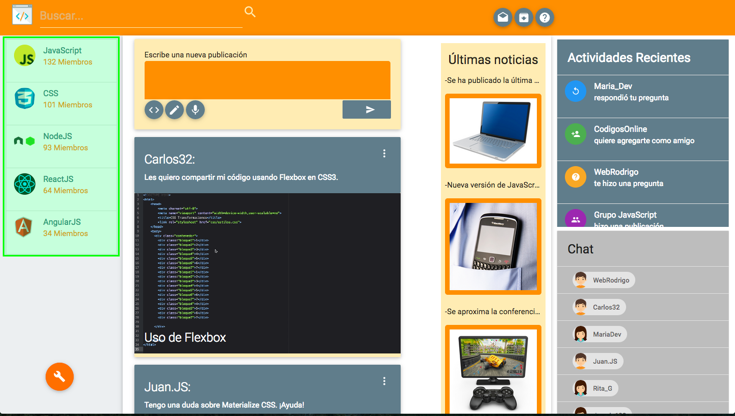 Buscar...
JavaScript
132 Miembros
CSS
101 Miembros
NodeJS
93 Miembros
ReactJS
64 Miembros
AngularJS
34 Miembros
Escribe una nueva publicación
Carlos32:
Les quiero compartir mi código usando Flexbox en CSS3.
Uso de Flexbox
Juan.JS:
Tengo una duda sobre Materialize CSS. ¡Ayuda!
Últimas noticias
-Se ha publicado la última ...
-Nueva versión de JavaScr...
-Se aproxima la conferenci...
Actividades Recientes
Maria_Dev
respondió tu pregunta
CodigosOnline
quiere agregarte como amigo
WebRodrigo
te hizo una pregunta
Grupo JavaScript
hizo una publicación
Chat
WebRodrigo
Carlos32
MariaDev
Juan.JS
Rita_G